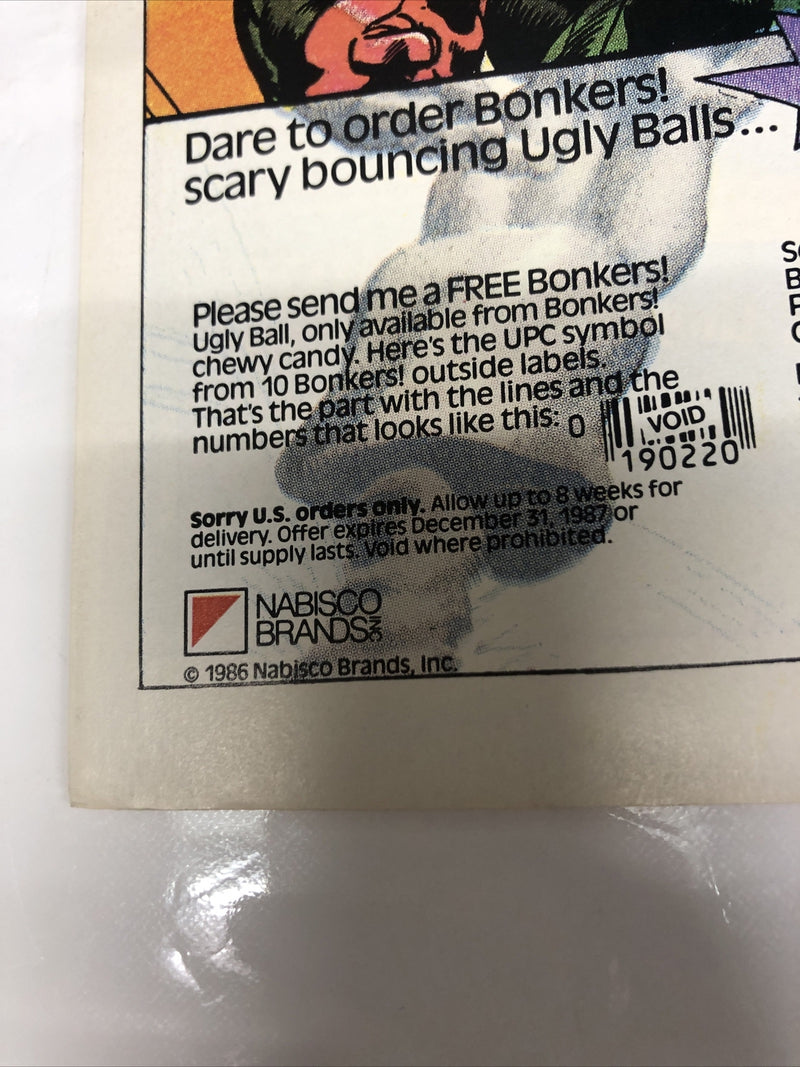 Dare to order Bonkers!
scary bouncing Ugly Balls...
Please send me a FREE Bonkers!
Ugly Ball, only available from Bonkers!
chewy candy. Here's the UPC symbol
from 10 Bonkers! outside labels.
That's the part with the lines and the
numbers that looks like this: 0
VOID
190220
Sorry U.S. orders only. Allow up to 8 weeks for
delivery. Offer expires December 31, 1987 or
until supply lasts. Void where prohibited.
NABISCO
BRANDS INC
© 1986 Nabisco Brands, Inc.